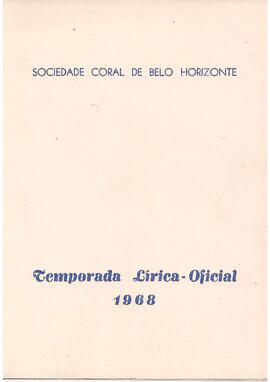 SOCIEDADE CORAL DE BELO HORIZONTE
Temporada Lírica - Oficial
1968